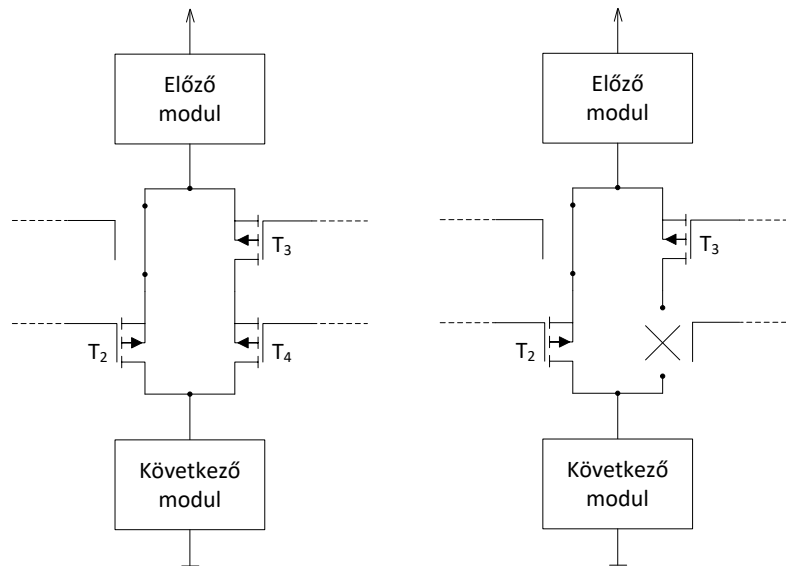 Előző
modul
T₃
T₂
T₄
Következő
modul
Előző
modul
T₃
T₂
Következő
modul